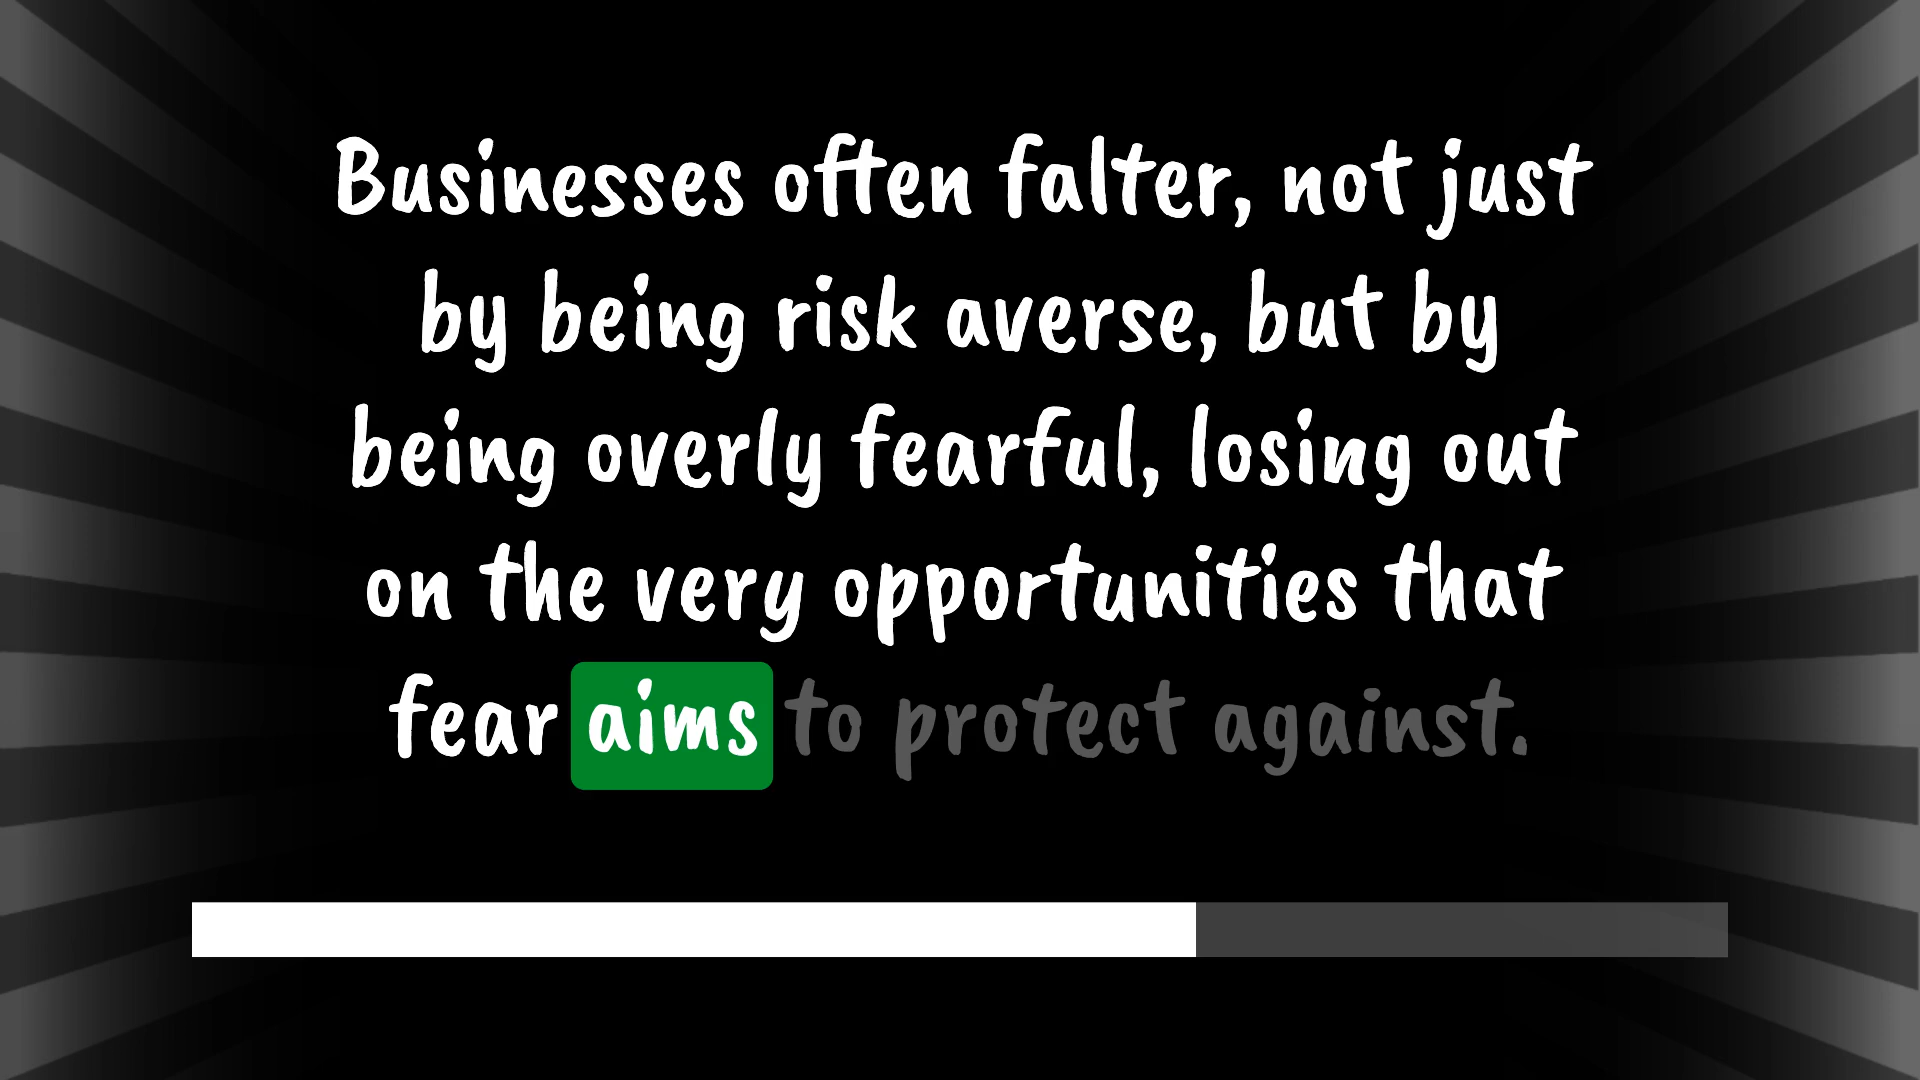 Businesses often falter, not just
by being risk averse, but by
being overly fearful, losing out
on the very opportunities that
fear aims to protect against.